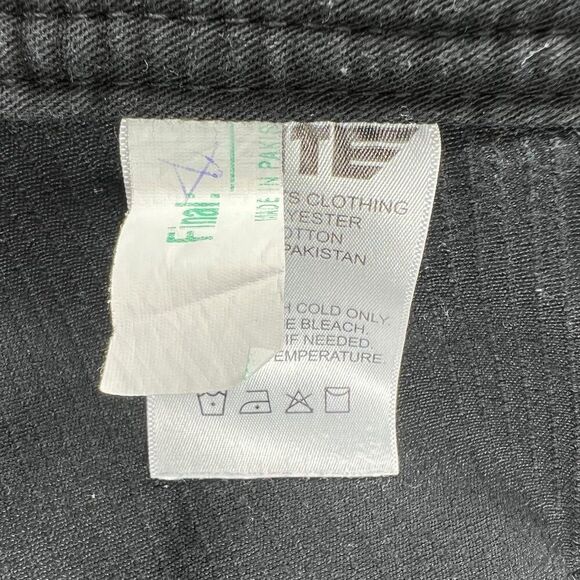 Final:
MADE IN PAKIS
TE
S CLOTHING
YESTER
OTTON
PAKISTAN
H COLD ONLY.
E BLEACH.
IF NEEDED
EMPERATURE.